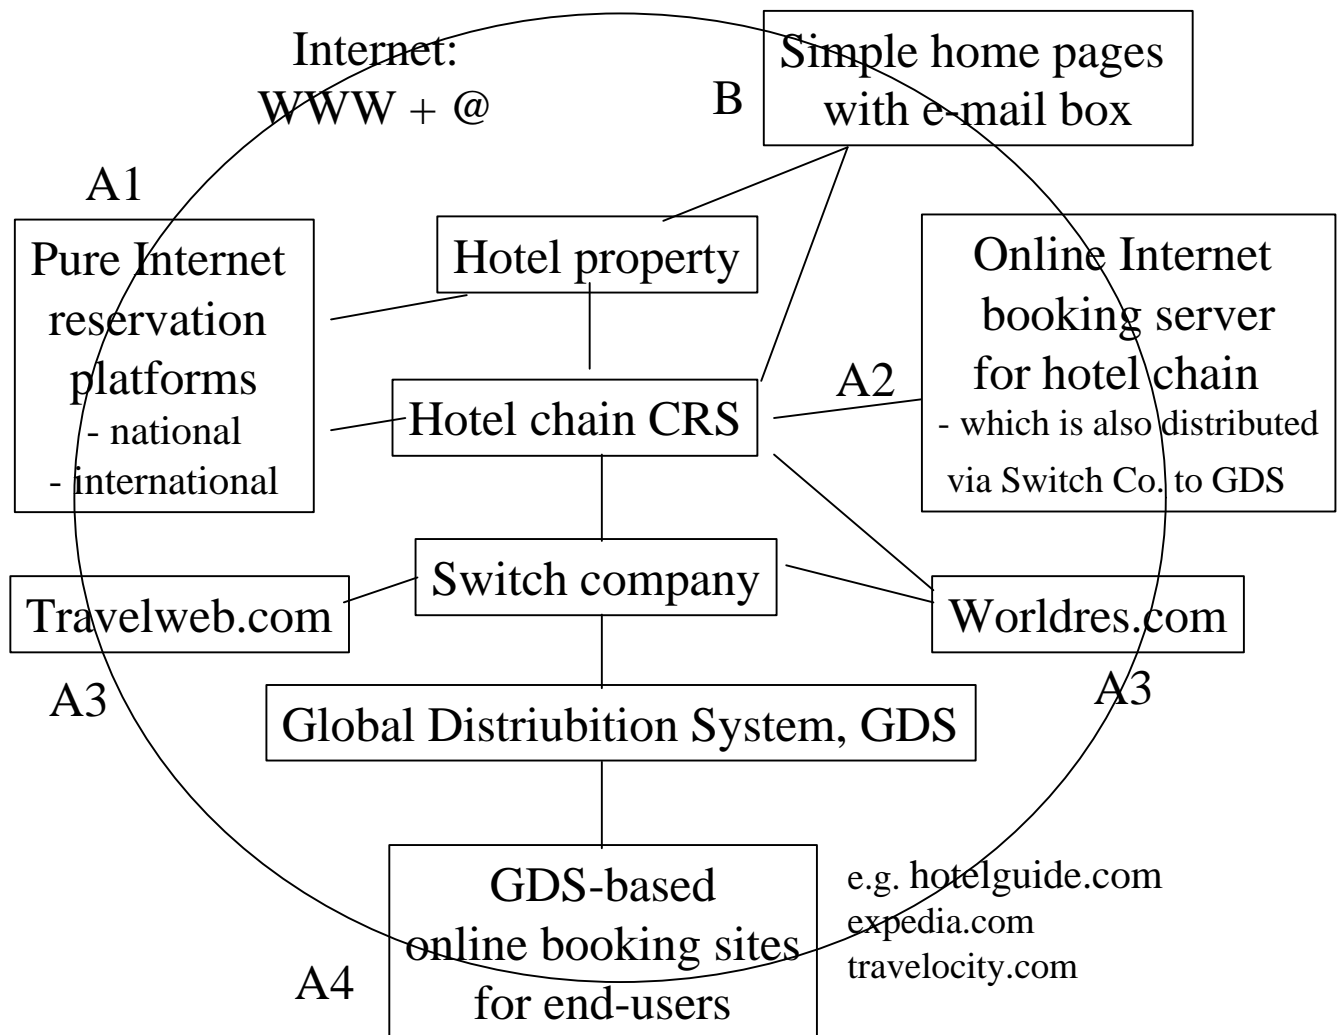 Internet:
WWW + @
B
Simple home pages
with e-mail box
A1
Pure Internet
reservation
platforms
- national
- international
Hotel property
Online Internet
booking server
for hotel chain
- which is also distributed
via Switch Co. to GDS
A2
Hotel chain CRS
Switch company
Travelweb.com
Worldres.com
A3
A3
Global Distriubition System, GDS
GDS-based
online booking sites
for end-users
A4
e.g. hotelguide.com
expedia.com
travelocity.com